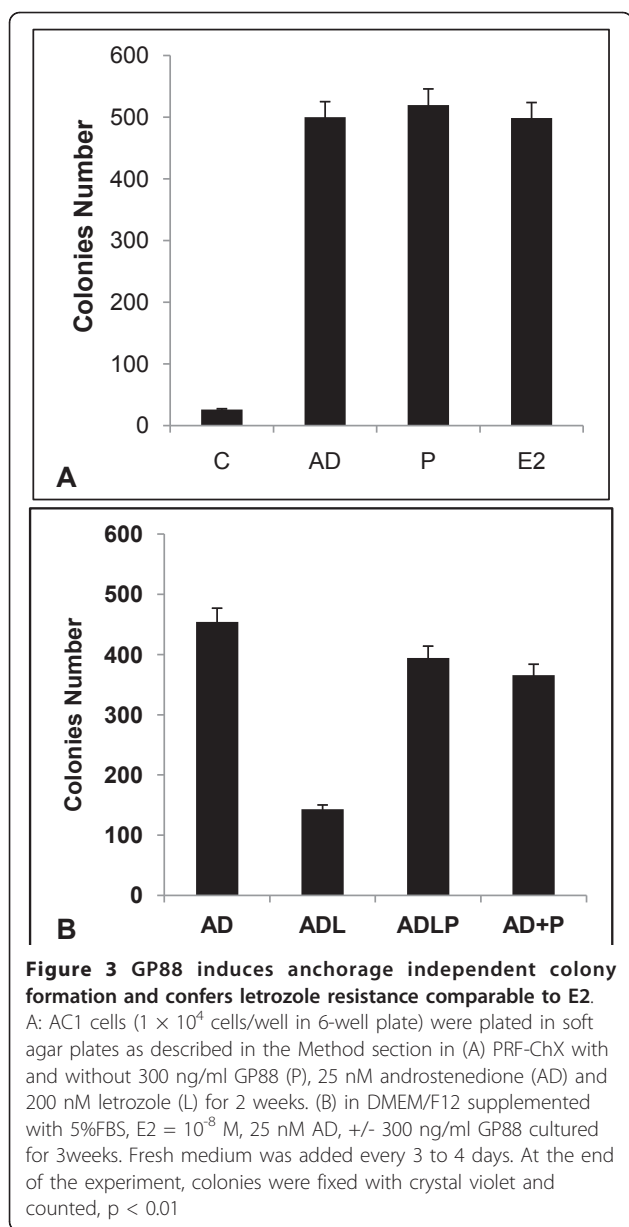 600
500
400
300
200
100
0
Colonies Number
C AD P E2
A
600
500
400
300
200
100
0
Colonies Number
AD ADL ADLP AD+P
B
Figure 3 GP88 induces anchorage independent colony
formation and confers letrozole resistance comparable to E2.
A: AC1 cells (1 × 10⁴ cells/well in 6-well plate) were plated in soft
agar plates as described in the Method section in (A) PRF-ChX with
and without 300 ng/ml GP88 (P), 25 nM androstenedione (AD) and
200 nM letrozole (L) for 2 weeks. (B) in DMEM/F12 supplemented
with 5%FBS, E2 = 10⁻⁸ M, 25 nM AD, +/- 300 ng/ml GP88 cultured
for 3weeks. Fresh medium was added every 3 to 4 days. At the end
of the experiment, colonies were fixed with crystal violet and
counted, p < 0.01